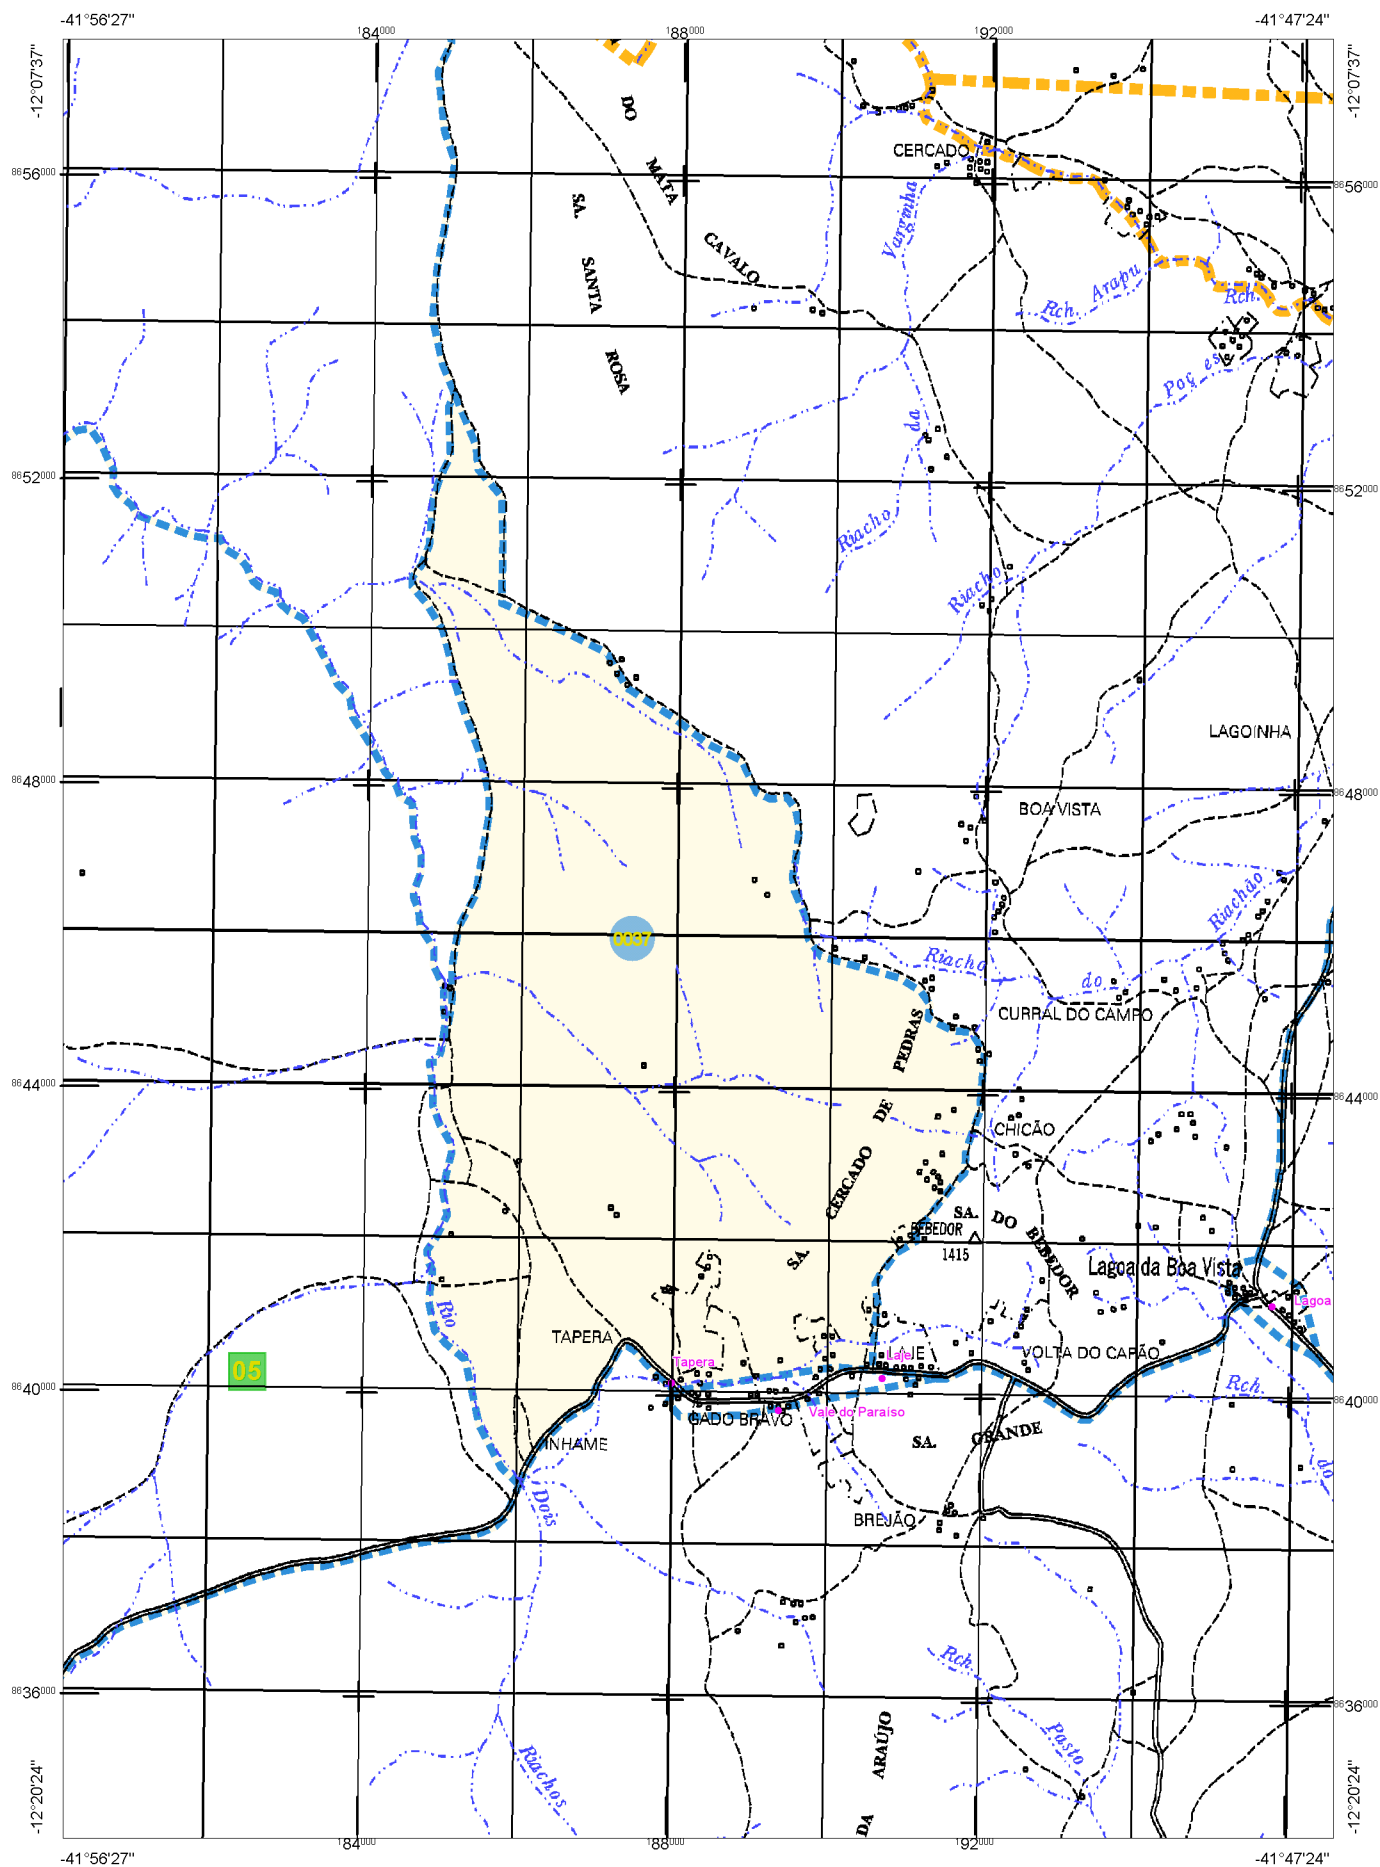 -41°56'27"
-41°47'24"
184000
188000
192000
-12°07'37"
-12°07'37"
DO
MATA
CAVALO
SA.
SANTA
ROSA
CERCADO
Varginha
8656000
8656000
Rch. Arapu
Rch.
Poç es
da
Riacho
8652000
8652000
Riacho
LAGOINHA
8648000
8648000
BOA VISTA
Riachão
0037
Riacho
do
CURRAL DO CAMPO
PEDRAS
DE
CERCADO
SA.
8644000
8644000
CHICÃO
SA. DO BEBEDOR
BEBEDOR
1415
Lagoa da Boa Vista
Lagoa
Rio
TAPERA
Tapera
LAJE
Laje
VOLTA DO CAPÃO
05
8640000
8640000
Rch.
do
GADO BRAVO
Vale do Paraíso
INHAME
SA. GRANDE
Dois
BREJÃO
Rch.
Pasto
8636000
8636000
Riachos
ARAÚJO
DA
-12°20'24"
-12°20'24"
184000
188000
192000
-41°56'27"
-41°47'24"